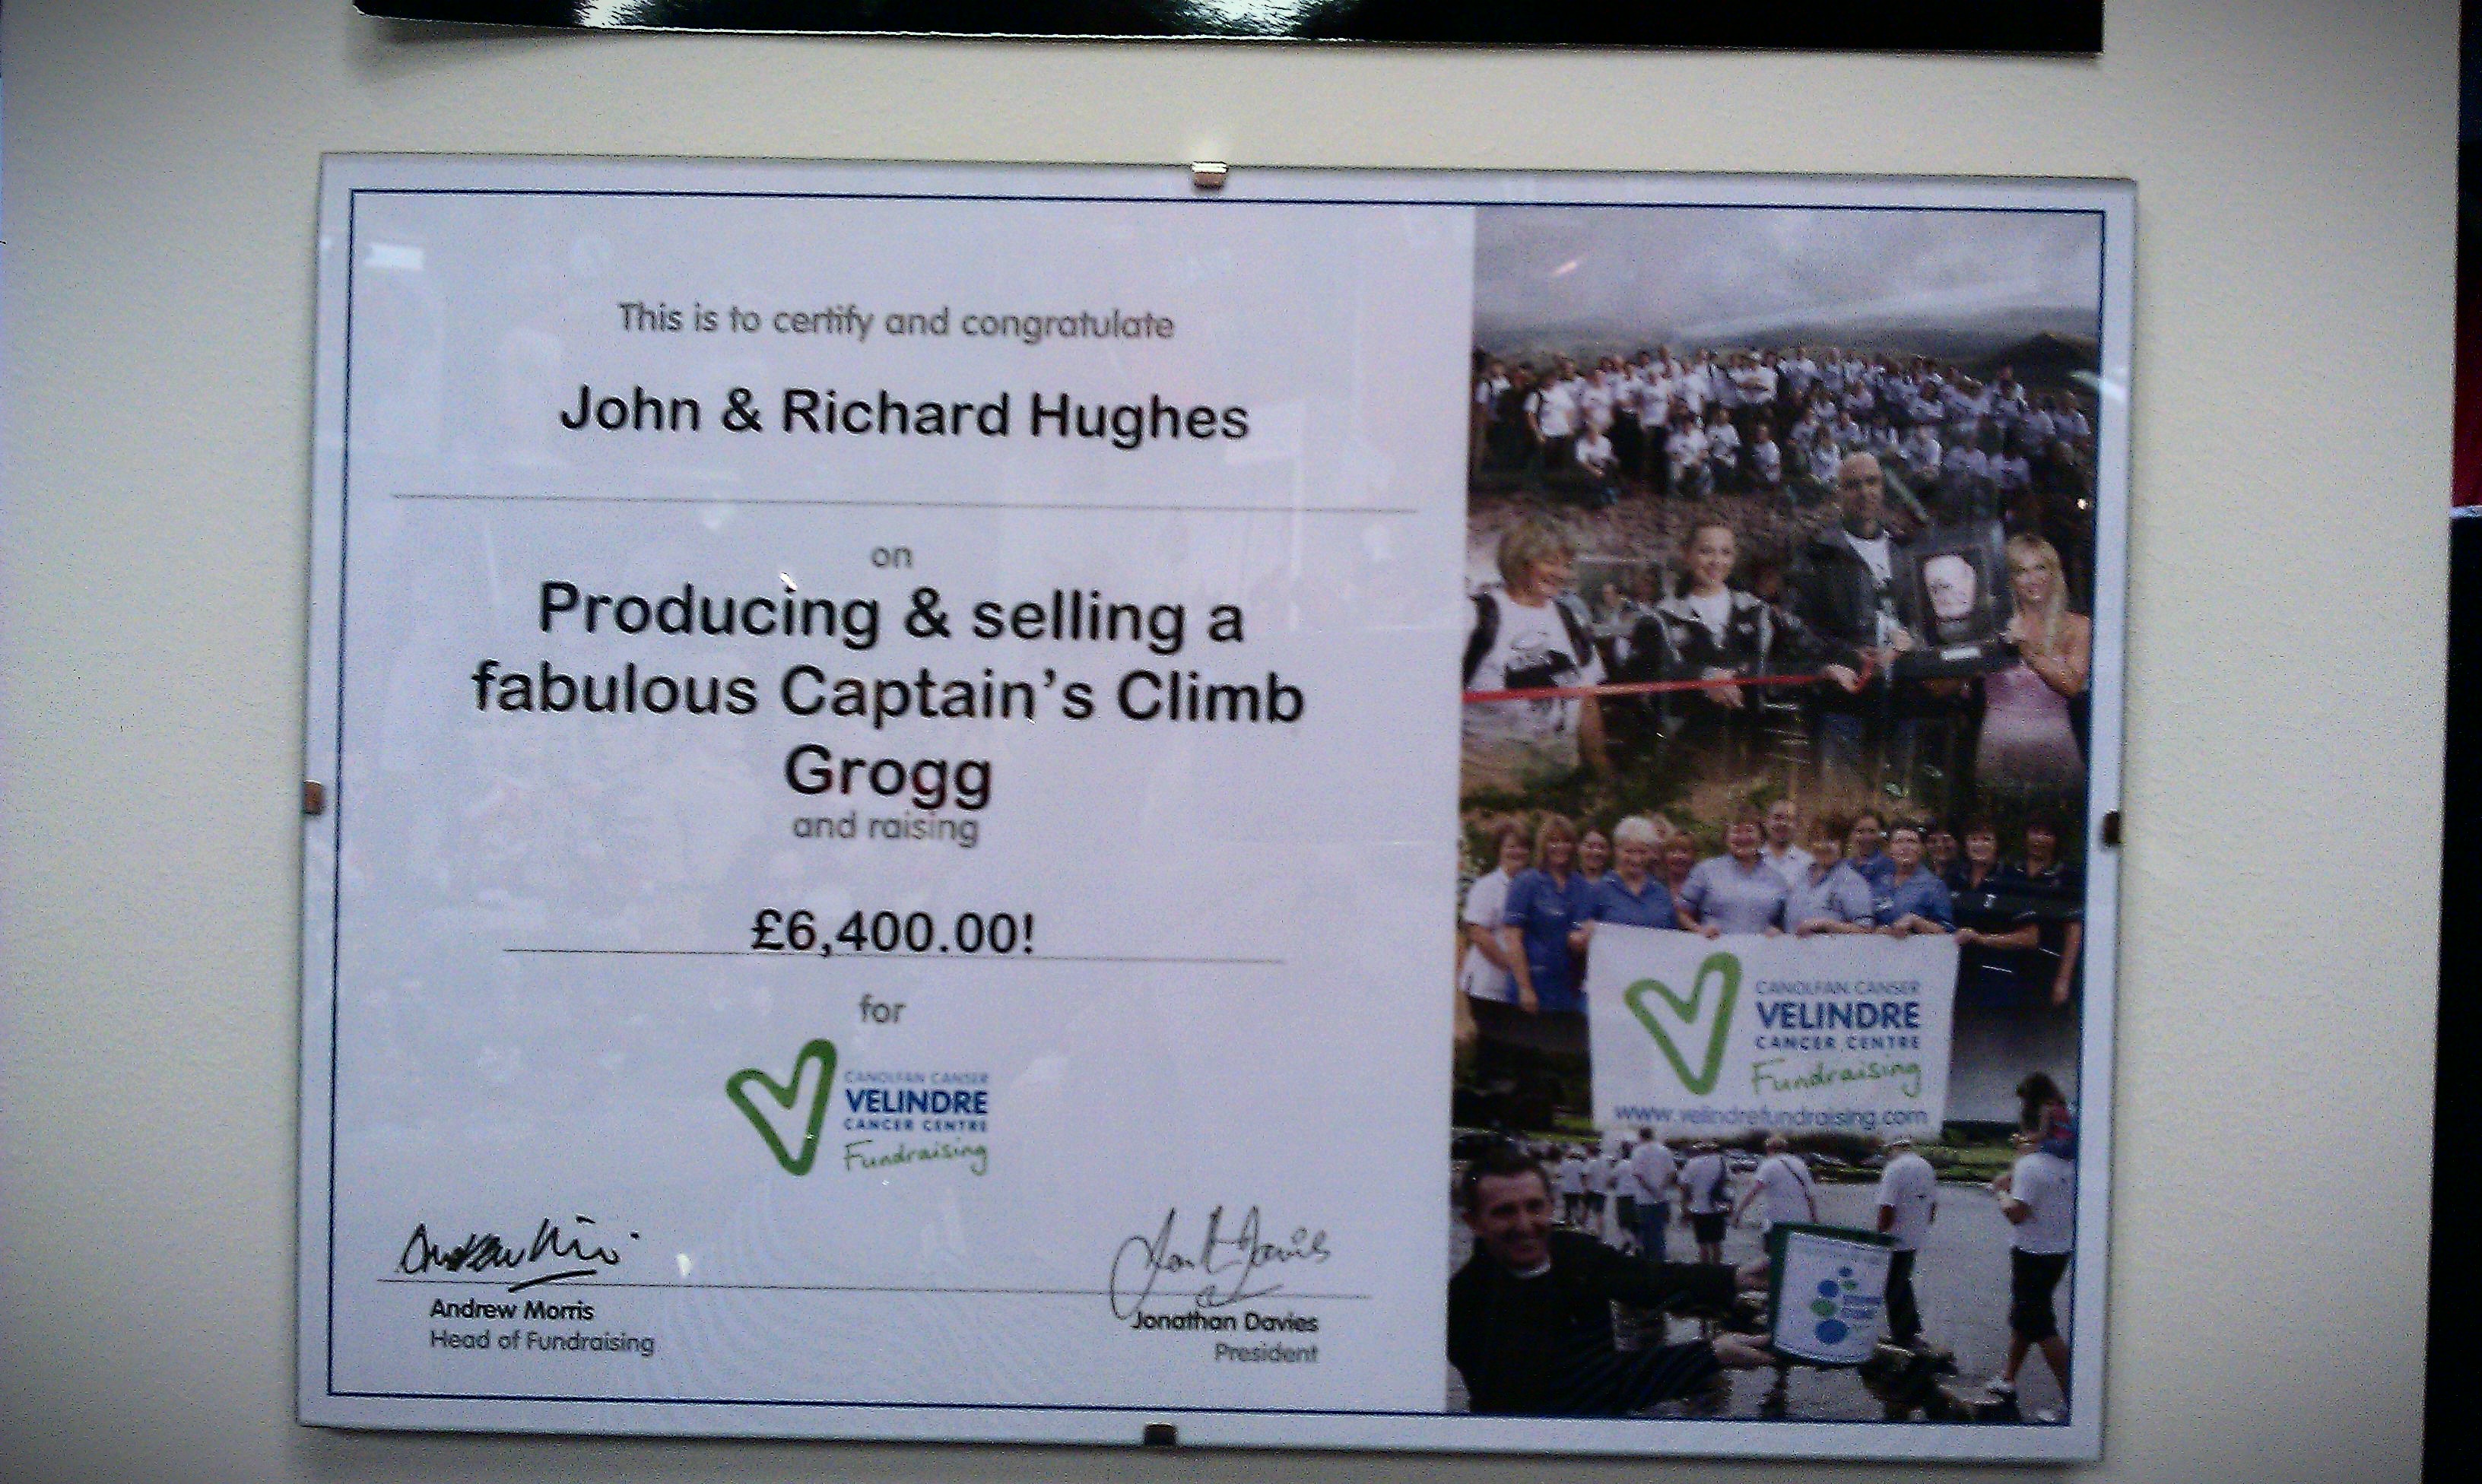 This is to certify and congratulate
John & Richard Hughes
on
Producing & selling a
fabulous Captain's Climb
Grogg
and raising
£6,400.00!
for
CANOLFAN CANSER
VELINDRE
CANCER CENTRE
Fundraising
Andrew Morris
Head of Fundraising
Jonathan Davies
President
CANOLFAN CANSER
VELINDRE
CANCER CENTRE
Fundraising
www.velindrefundraising.com